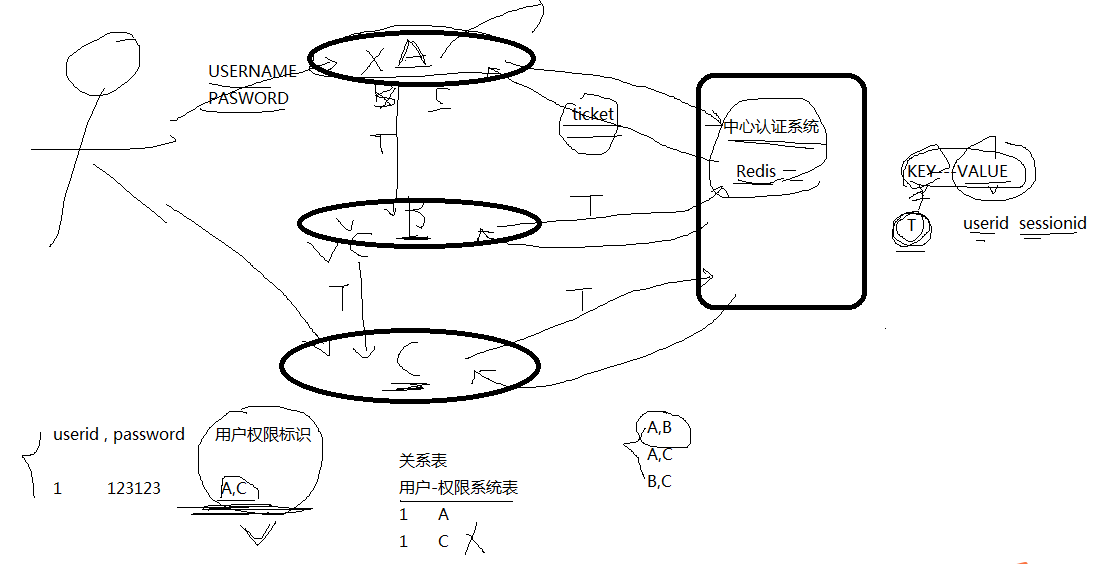 USERNAME
PASWORD
X A
B C
T
ticket
中心认证系统
Redis
KEY---VALUE
T userid sessionid
B
T
C
T
T
C
userid , password 用户权限标识
1 123123 A,C
关系表
用户-权限系统表
1 A
1 C X
A,B
A,C
B,C